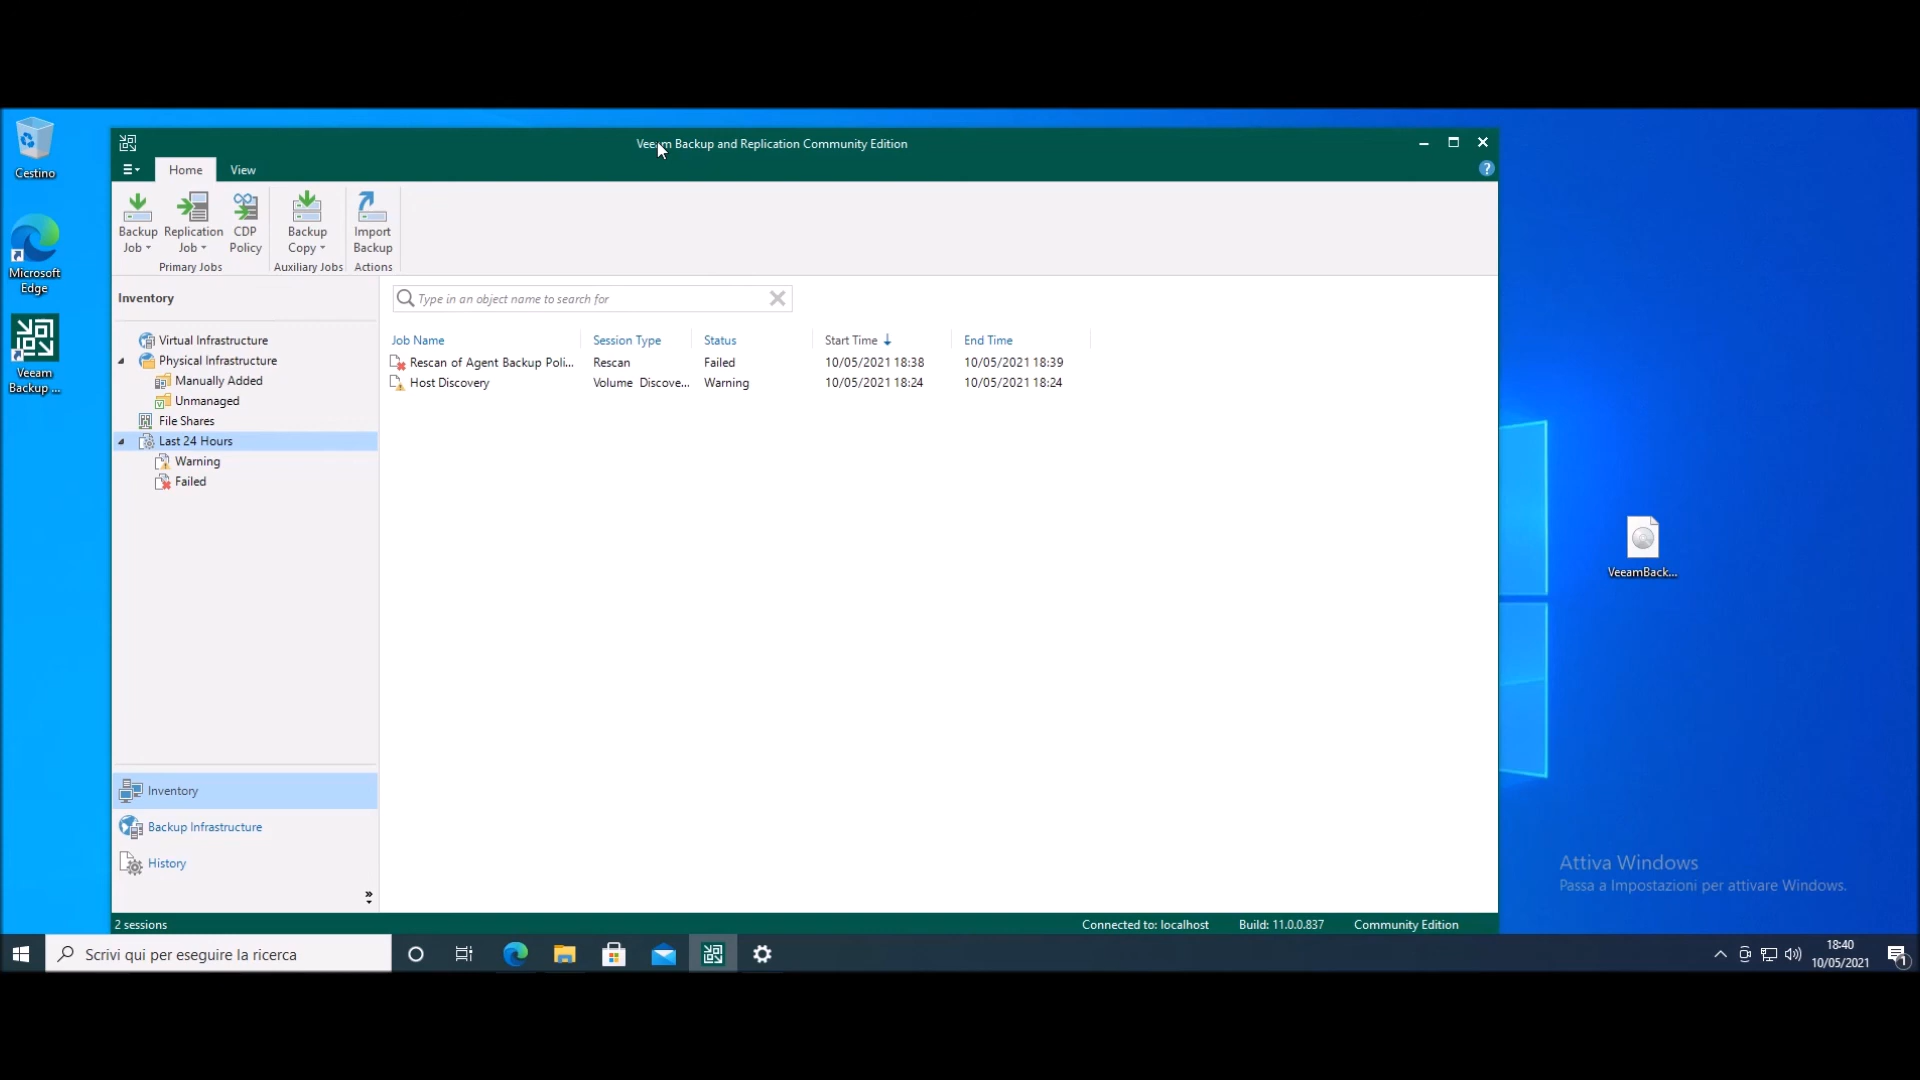 Cestino
Microsoft
Edge
Veeam
Backup ...
Veeam Backup and Replication Community Edition
Home
View
?
Backup
Job
Replication
Job
CDP
Policy
Backup
Copy
Import
Backup
Primary Jobs
Auxiliary Jobs
Actions
Inventory
Virtual Infrastructure
Physical Infrastructure
Manually Added
Unmanaged
File Shares
Last 24 Hours
Warning
Failed
Type in an object name to search for
Job Name Session Type Status Start Time End Time
Rescan of Agent Backup Poli... Rescan Failed 10/05/2021 18:38 10/05/2021 18:39
Host Discovery Volume Discove... Warning 10/05/2021 18:24 10/05/2021 18:24
Inventory
Backup Infrastructure
History
2 sessions
Connected to: localhost
Build: 11.0.0.837
Community Edition
VeeamBack...
Attiva Windows
Passa a Impostazioni per attivare Windows.
Scrivi qui per eseguire la ricerca
18:40
10/05/2021
1